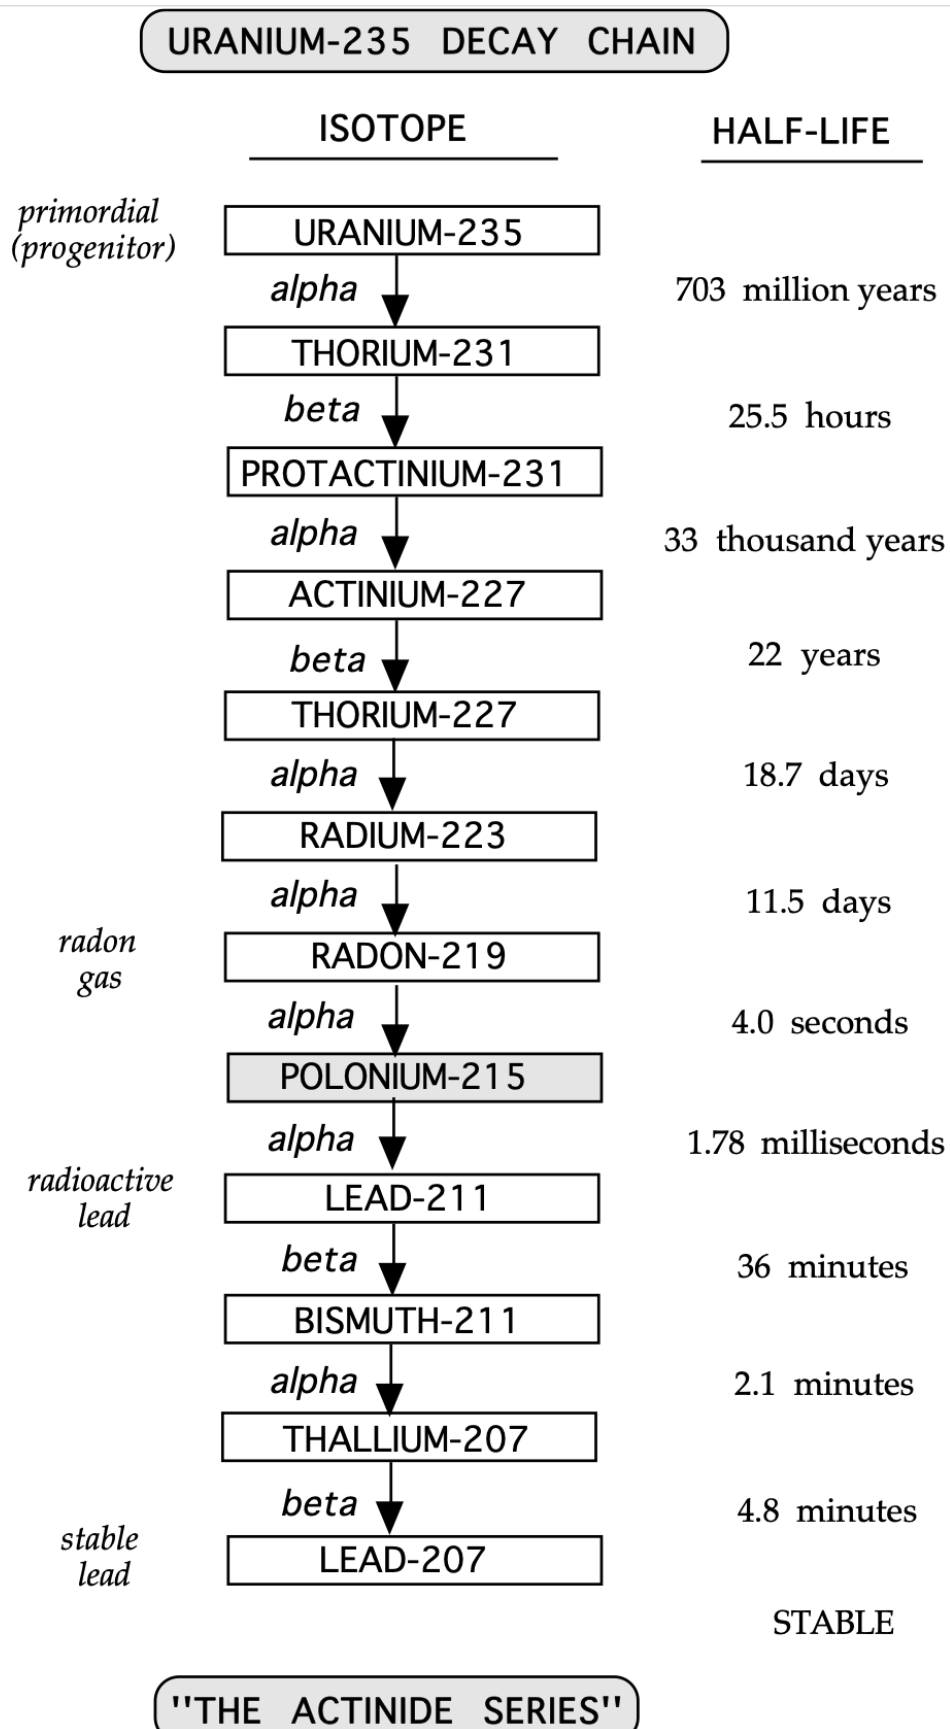 URANIUM-235 DECAY CHAIN
ISOTOPE
HALF-LIFE
primordial
(progenitor)
URANIUM-235
alpha
703 million years
THORIUM-231
beta
25.5 hours
PROTACTINIUM-231
alpha
33 thousand years
ACTINIUM-227
beta
22 years
THORIUM-227
alpha
18.7 days
RADIUM-223
alpha
11.5 days
radon
gas
RADON-219
alpha
4.0 seconds
POLONIUM-215
alpha
1.78 milliseconds
radioactive
lead
LEAD-211
beta
36 minutes
BISMUTH-211
alpha
2.1 minutes
THALLIUM-207
beta
4.8 minutes
stable
lead
LEAD-207
STABLE
"THE ACTINIDE SERIES"